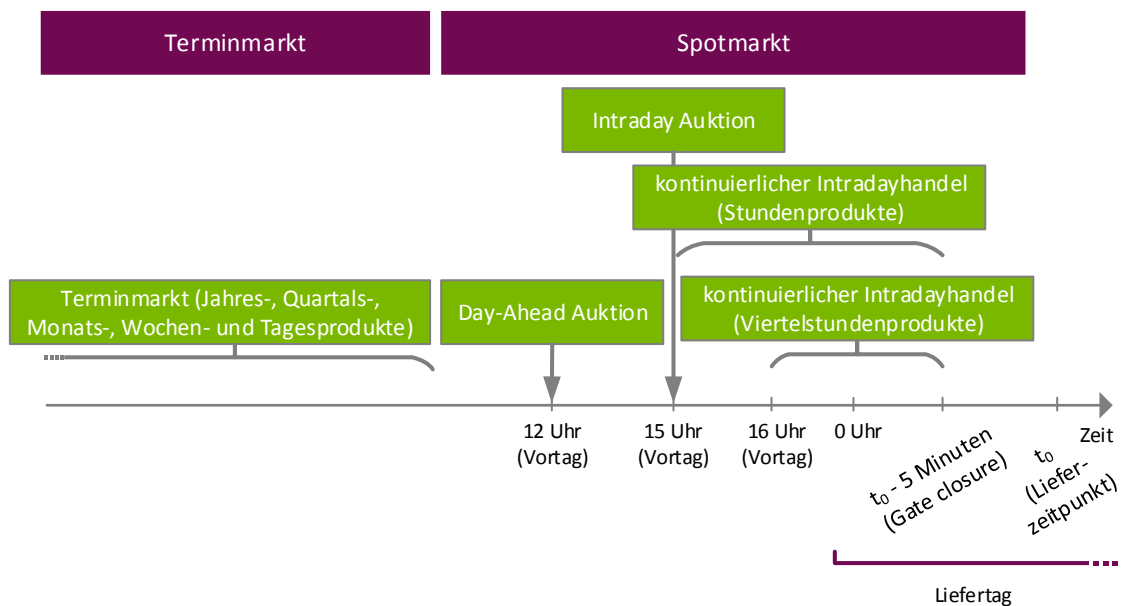 Terminmarkt
Spotmarkt
Intraday Auktion
kontinuierlicher Intradayhandel
(Stundenprodukte)
Terminmarkt (Jahres-, Quartals-,
Monats-, Wochen- und Tagesprodukte)
Day-Ahead Auktion
kontinuierlicher Intradayhandel
(Viertelstundenprodukte)
12 Uhr
(Vortag)
15 Uhr
(Vortag)
16 Uhr
(Vortag)
0 Uhr
t₀ - 5 Minuten
(Gate closure)
t₀
(Liefer-
zeitpunkt)
Zeit
Liefertag